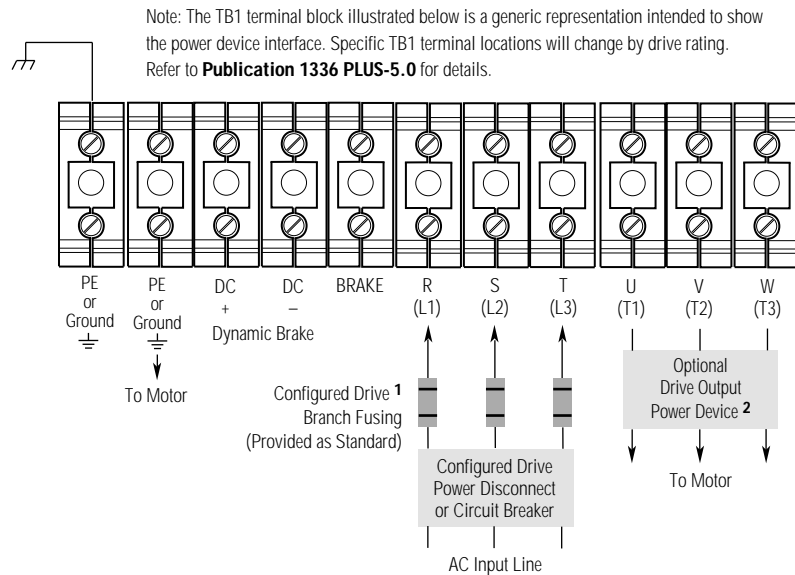 Note: The TB1 terminal block illustrated below is a generic representation intended to show
the power device interface. Specific TB1 terminal locations will change by drive rating.
Refer to Publication 1336 PLUS-5.0 for details.
PE
or
Ground
PE
or
Ground
To Motor
DC
+
DC
–
Dynamic Brake
BRAKE
R
(L1)
S
(L2)
T
(L3)
U
(T1)
V
(T2)
W
(T3)
Configured Drive 1
Branch Fusing
(Provided as Standard)
Configured Drive
Power Disconnect
or Circuit Breaker
AC Input Line
Optional
Drive Output
Power Device 2
To Motor